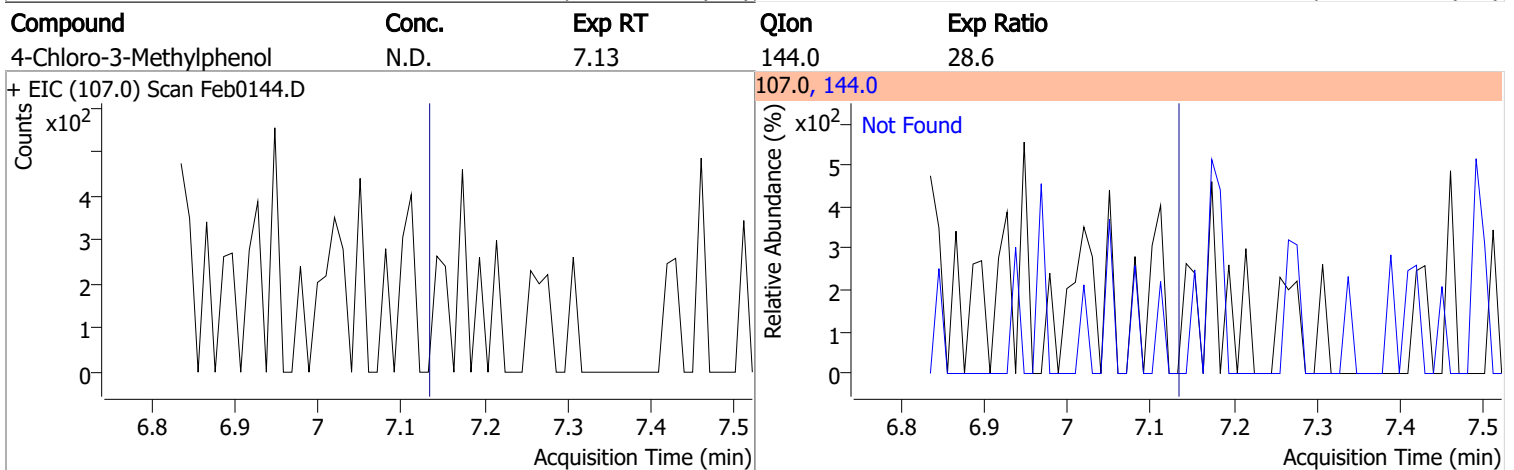 Compound Conc. Exp RT QIon Exp Ratio
4-Chloro-3-Methylphenol N.D. 7.13 144.0 28.6
+ EIC (107.0) Scan Feb0144.D
Counts
x10²
4
3
2
1
0
6.8 6.9 7 7.1 7.2 7.3 7.4 7.5
Acquisition Time (min)
107.0, 144.0
Relative Abundance (%)
x10²
Not Found
5
4
3
2
1
0
6.8 6.9 7 7.1 7.2 7.3 7.4 7.5
Acquisition Time (min)